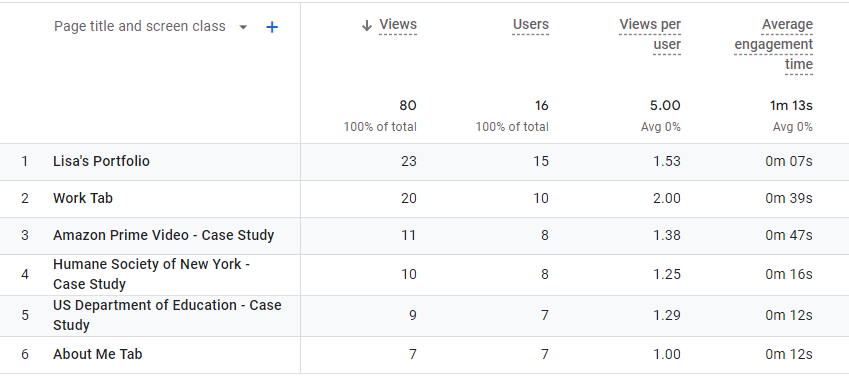 Page title and screen class + Views Users Views per user Average engagement time
80 16 5.00 1m 13s
100% of total 100% of total Avg 0% Avg 0%
1 Lisa's Portfolio 23 15 1.53 0m 07s
2 Work Tab 20 10 2.00 0m 39s
3 Amazon Prime Video - Case Study 11 8 1.38 0m 47s
4 Humane Society of New York - Case Study 10 8 1.25 0m 16s
5 US Department of Education - Case Study 9 7 1.29 0m 12s
6 About Me Tab 7 7 1.00 0m 12s